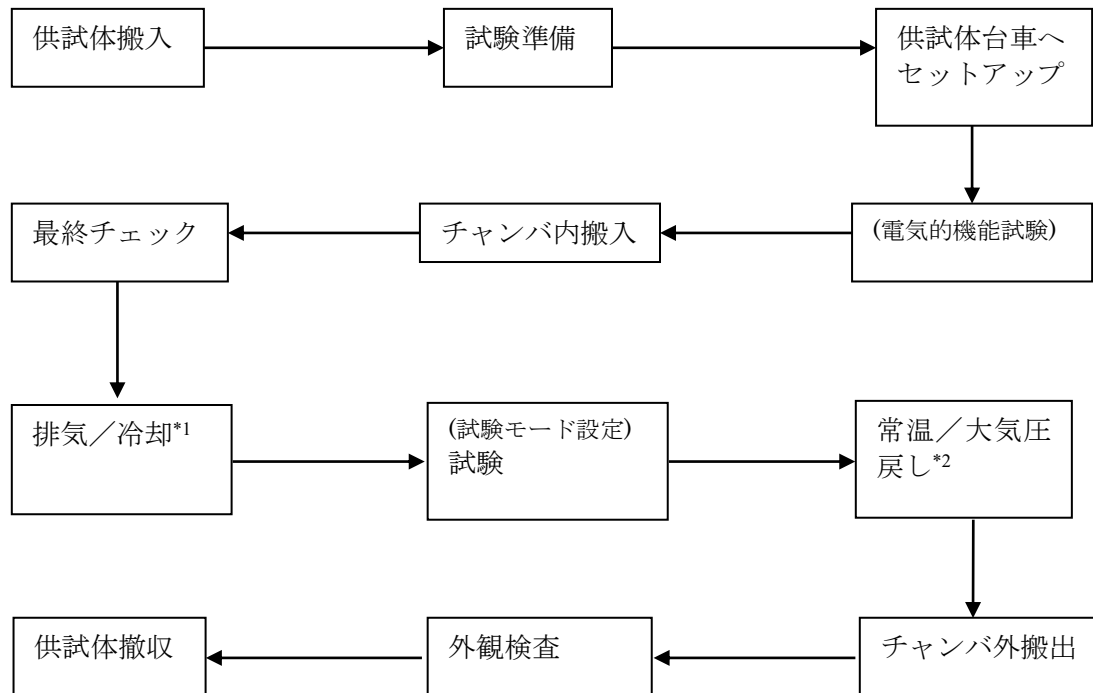 供試体搬入
試験準備
供試体台車へ
セットアップ
(電気的機能試験)
チャンバ内搬入
最終チェック
排気／冷却*1
(試験モード設定)
試験
常温／大気圧
戻し*2
チャンバ外搬出
外観検査
供試体撤収